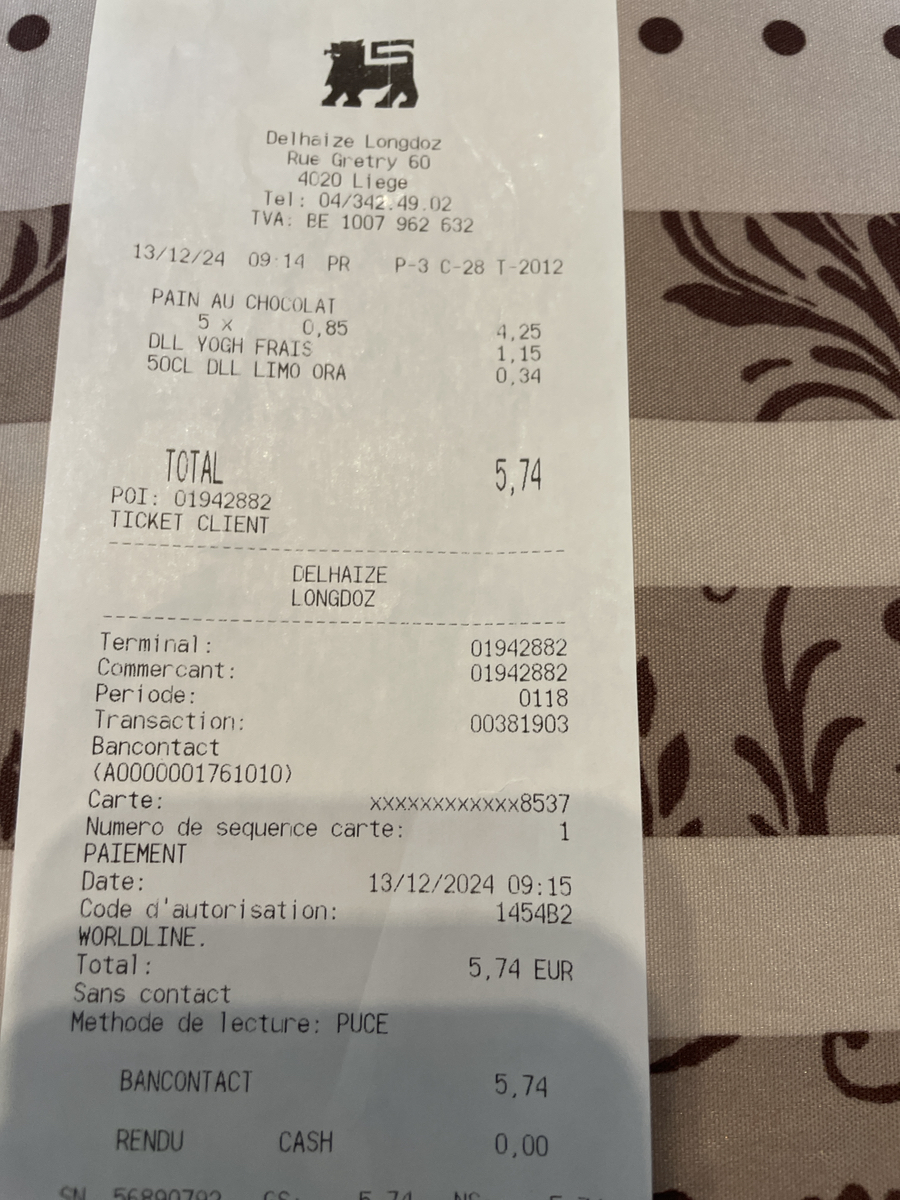 Delhaize Longdoz
Rue Gretry 60
4020 Liege
Tel: 04/342.49.02
TVA: BE 1007 962 632
13/12/24 09:14 PR P-3 C-28 T-2012
PAIN AU CHOCOLAT
5 x 0,85 4,25
DLL YOGH FRAIS 1,15
50CL DLL LIMO ORA 0,34
TOTAL 5,74
POI: 01942882
TICKET CLIENT
DELHAIZE
LONGDOZ
Terminal: 01942882
Commercant: 01942882
Periode: 0118
Transaction: 00381903
Bancontact
(A0000001761010)
Carte: xxxxxxxxxxxx8537
Numero de sequence carte: 1
PAIEMENT
Date: 13/12/2024 09:15
Code d'autorisation: 1454B2
WORLDLINE.
Total: 5,74 EUR
Sans contact
Methode de lecture: PUCE
BANCONTACT 5,74
RENDU CASH 0,00